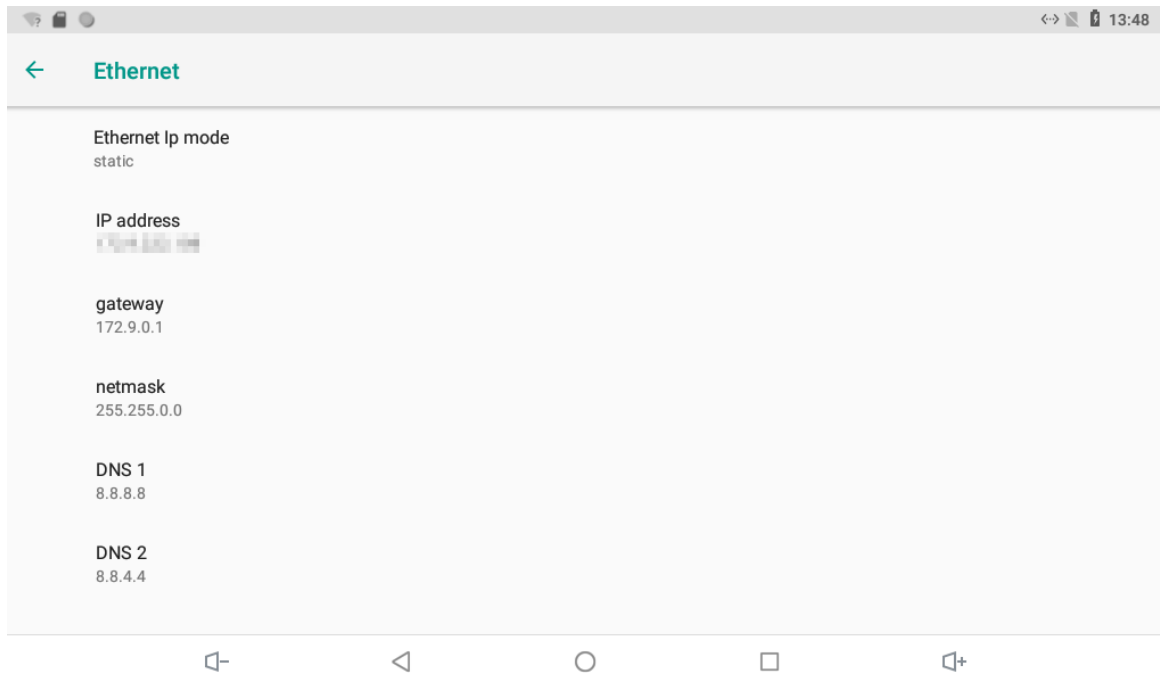 13:48
Ethernet
Ethernet Ip mode
static
IP address
gateway
172.9.0.1
netmask
255.255.0.0
DNS 1
8.8.8.8
DNS 2
8.8.4.4